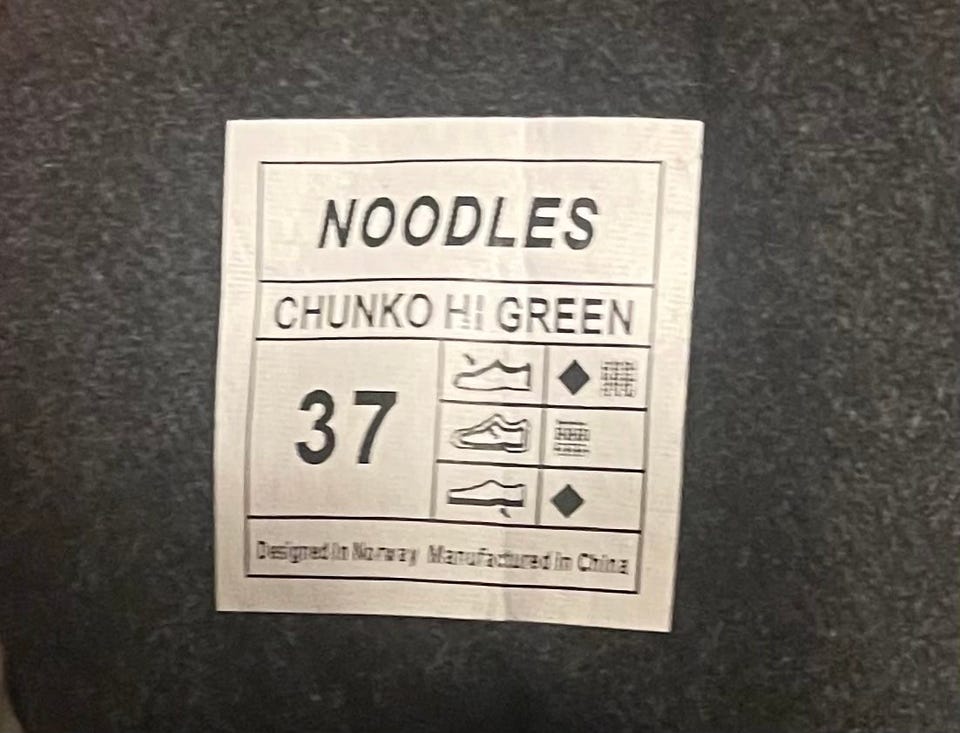 NOODLES
CHUNKO HI GREEN
37
Designed In Norway Manufactured In China